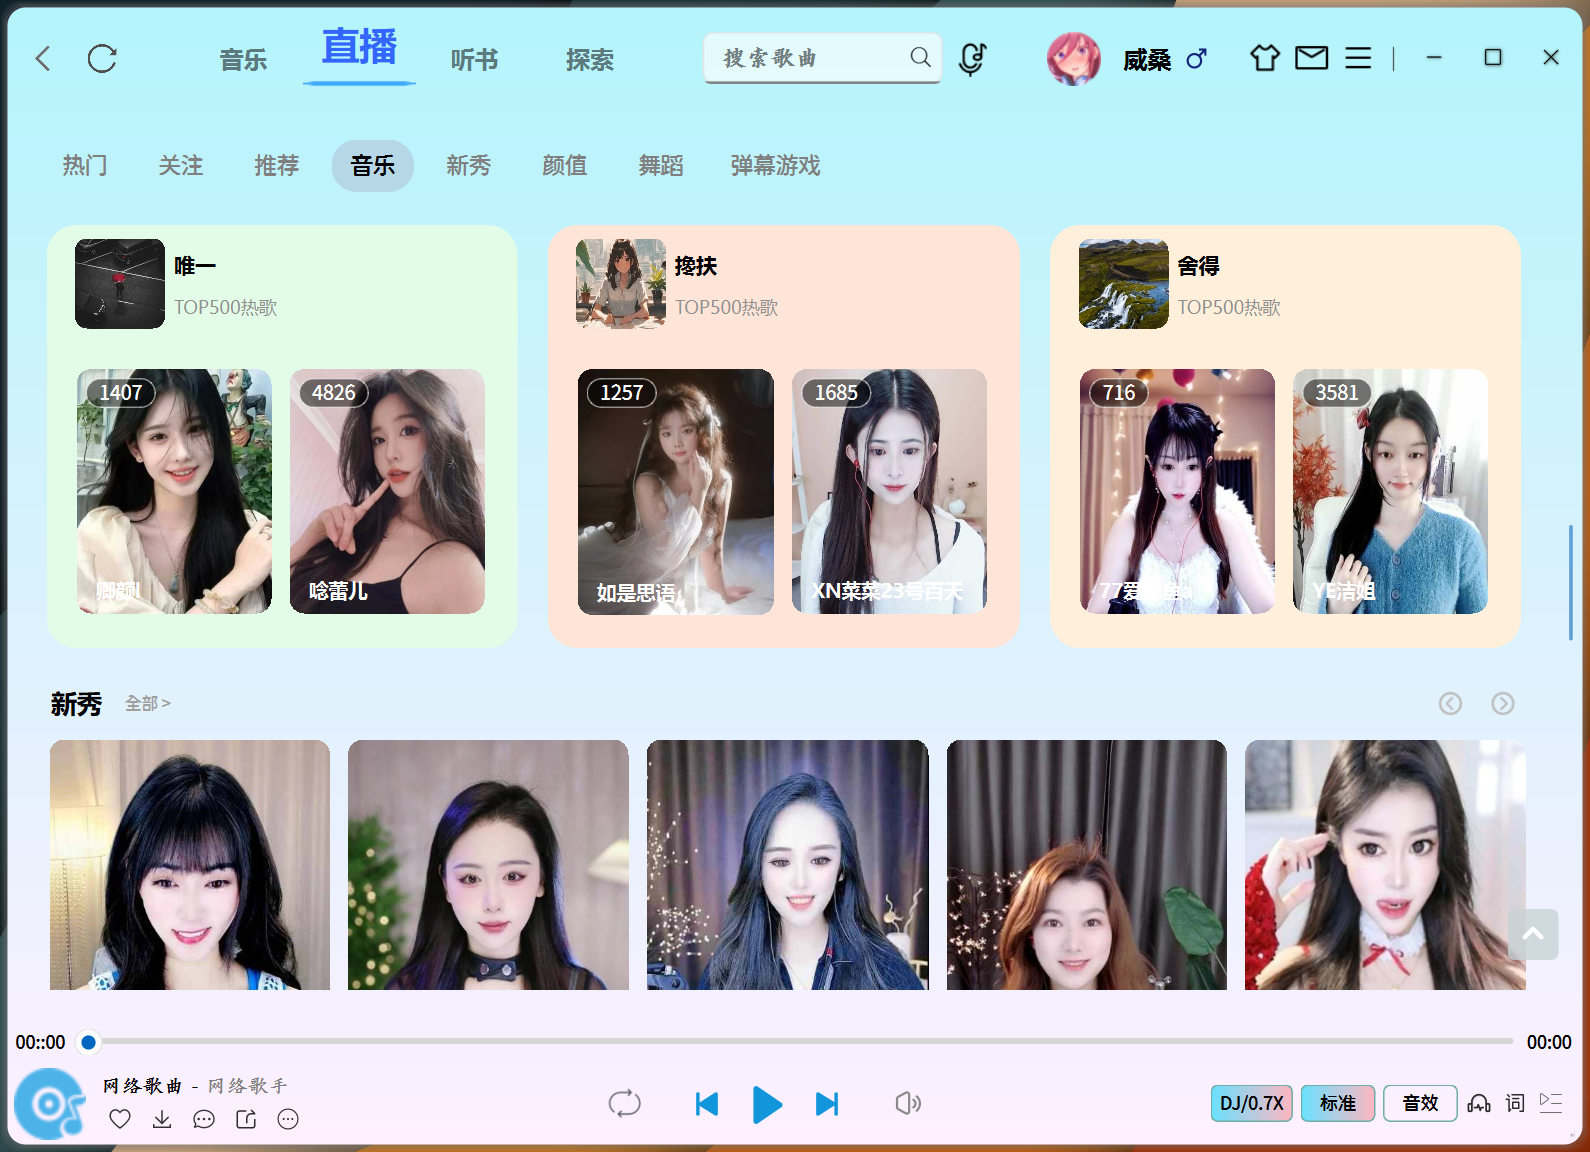 音乐 直播 听书 探索 搜索歌曲 威桑
热门 关注 推荐 音乐 新秀 颜值 舞蹈 弹幕游戏
唯一
TOP500热歌
1407 4826
卿颜l 唸蕾儿
搀扶
TOP500热歌
1257 1685
如是思语, XN菜菜23号百天
舍得
TOP500热歌
716 3581
77爱 YE洁姐
新秀 全部 >
00::00 00:00
网络歌曲 - 网络歌手
DJ/0.7X 标准 音效 词